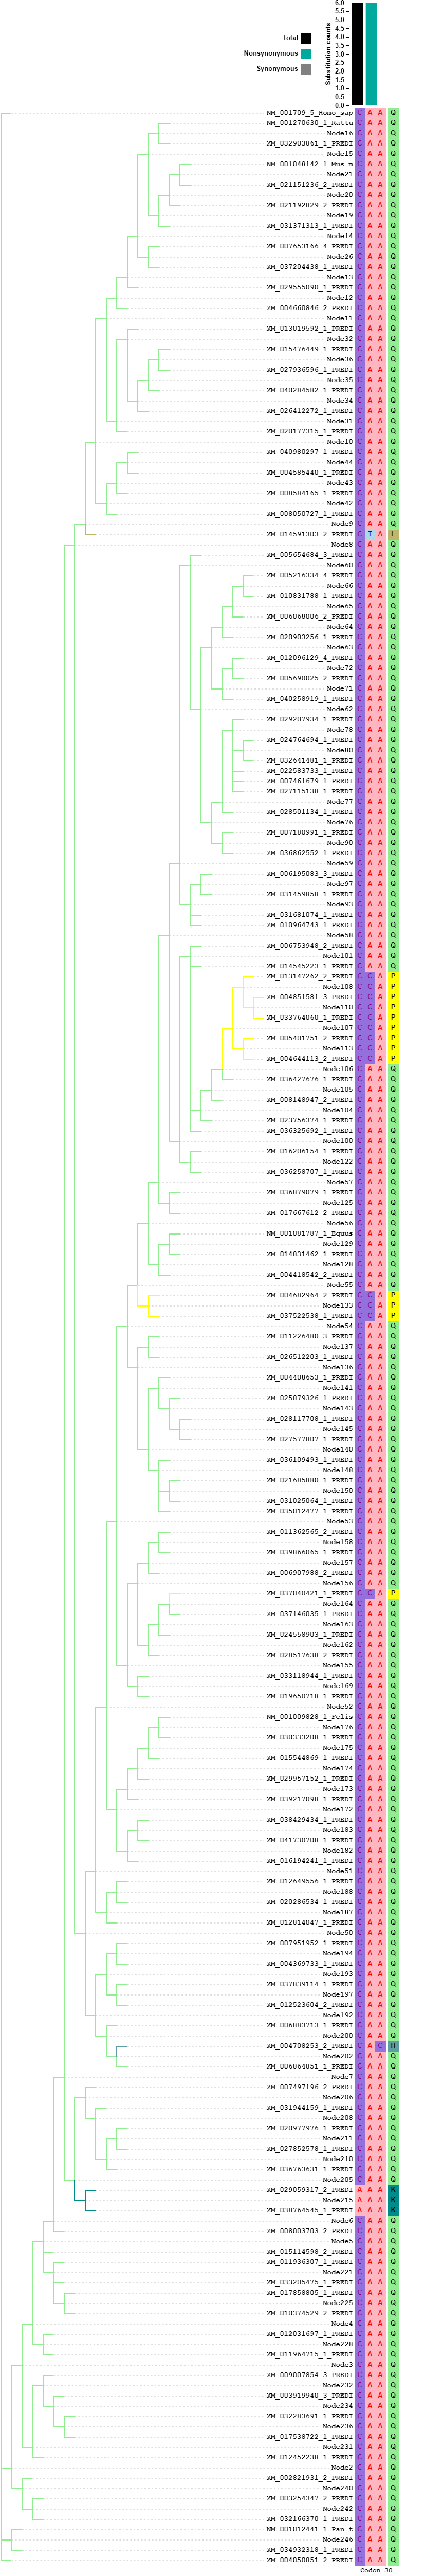 Total
Nonsynonymous
Synonymous
Substitution counts
6.0
5.5
5.0
4.5
4.0
3.5
3.0
2.5
2.0
1.5
1.0
0.5
0.0
NM_001709_5_Homo_sap C A A Q
NM_001270630_1_Rattu C A A Q
Node16 C A A Q
XM_032903861_1_PREDI C A A Q
Node15 C A A Q
NM_001048142_1_Mus_m C A A Q
Node21 C A A Q
XM_021151236_2_PREDI C A A Q
Node20 C A A Q
XM_021192829_2_PREDI C A A Q
Node19 C A A Q
XM_031371313_1_PREDI C A A Q
Node14 C A A Q
XM_007653166_4_PREDI C A A Q
Node26 C A A Q
XM_037204438_1_PREDI C A A Q
Node13 C A A Q
XM_029555090_1_PREDI C A A Q
Node12 C A A Q
XM_004660846_2_PREDI C A A Q
Node11 C A A Q
XM_013019592_1_PREDI C A A Q
Node32 C A A Q
XM_015476449_1_PREDI C A A Q
Node36 C A A Q
XM_027936596_1_PREDI C A A Q
Node35 C A A Q
XM_040284582_1_PREDI C A A Q
Node34 C A A Q
XM_026412272_1_PREDI C A A Q
Node31 C A A Q
XM_020177315_1_PREDI C A A Q
Node10 C A A Q
XM_040980297_1_PREDI C A A Q
Node44 C A A Q
XM_004585440_1_PREDI C A A Q
Node43 C A A Q
XM_008584165_1_PREDI C A A Q
Node42 C A A Q
XM_008050727_1_PREDI C A A Q
Node9 C A A Q
XM_014591303_2_PREDI C T A L
Node8 C A A Q
XM_005654684_3_PREDI C A A Q
Node60 C A A Q
XM_005216334_4_PREDI C A A Q
Node66 C A A Q
XM_010831788_1_PREDI C A A Q
Node65 C A A Q
XM_006068006_2_PREDI C A A Q
Node64 C A A Q
XM_020903256_1_PREDI C A A Q
Node63 C A A Q
XM_012096129_4_PREDI C A A Q
Node72 C A A Q
XM_005690025_2_PREDI C A A Q
Node71 C A A Q
XM_040258919_1_PREDI C A A Q
Node62 C A A Q
XM_029207934_1_PREDI C A A Q
Node78 C A A Q
XM_024764694_1_PREDI C A A Q
Node80 C A A Q
XM_032641481_1_PREDI C A A Q
XM_022583733_1_PREDI C A A Q
XM_007461679_1_PREDI C A A Q
XM_027115138_1_PREDI C A A Q
Node77 C A A Q
XM_028501134_1_PREDI C A A Q
Node76 C A A Q
XM_007180991_1_PREDI C A A Q
Node90 C A A Q
XM_036862552_1_PREDI C A A Q
Node59 C A A Q
XM_006195083_3_PREDI C A A Q
Node97 C A A Q
XM_031459858_1_PREDI C A A Q
Node93 C A A Q
XM_031681074_1_PREDI C A A Q
XM_010964743_1_PREDI C A A Q
Node58 C A A Q
XM_006753948_2_PREDI C A A Q
Node101 C A A Q
XM_014545223_1_PREDI C A A Q
XM_013147262_2_PREDI C C A P
Node108 C C A P
XM_004851581_3_PREDI C C A P
Node110 C C A P
XM_033764060_1_PREDI C C A P
Node107 C C A P
XM_005401751_2_PREDI C C A P
Node113 C C A P
XM_004644113_2_PREDI C C A P
Node106 C A A Q
XM_036427676_1_PREDI C A A Q
Node105 C A A Q
XM_008148947_2_PREDI C A A Q
Node104 C A A Q
XM_023756374_1_PREDI C A A Q
XM_036325692_1_PREDI C A A Q
Node100 C A A Q
XM_016206154_1_PREDI C A A Q
Node122 C A A Q
XM_036258707_1_PREDI C A A Q
Node57 C A A Q
XM_036879079_1_PREDI C A A Q
Node125 C A A Q
XM_017667612_2_PREDI C A A Q
Node56 C A A Q
NM_001081787_1_Equus C A A Q
Node129 C A A Q
XM_014831462_1_PREDI C A A Q
Node128 C A A Q
XM_004418542_2_PREDI C A A Q
Node55 C A A Q
XM_004682964_2_PREDI C C A P
Node133 C C A P
XM_037522538_1_PREDI C C A P
Node54 C A A Q
XM_011226480_3_PREDI C A A Q
Node137 C A A Q
XM_026512203_1_PREDI C A A Q
Node136 C A A Q
XM_004408653_1_PREDI C A A Q
Node141 C A A Q
XM_025879326_1_PREDI C A A Q
Node143 C A A Q
XM_028117708_1_PREDI C A A Q
Node145 C A A Q
XM_027577807_1_PREDI C A A Q
Node140 C A A Q
XM_036109493_1_PREDI C A A Q
Node148 C A A Q
XM_021685880_1_PREDI C A A Q
Node150 C A A Q
XM_031025064_1_PREDI C A A Q
XM_035012477_1_PREDI C A A Q
Node53 C A A Q
XM_011362565_2_PREDI C A A Q
Node158 C A A Q
XM_039866065_1_PREDI C A A Q
Node157 C A A Q
XM_006907988_2_PREDI C A A Q
Node156 C A A Q
XM_037040421_1_PREDI C C A P
Node164 C A A Q
XM_037146035_1_PREDI C A A Q
Node163 C A A Q
XM_024558903_1_PREDI C A A Q
Node162 C A A Q
XM_028517638_2_PREDI C A A Q
Node155 C A A Q
XM_033118944_1_PREDI C A A Q
Node169 C A A Q
XM_019650718_1_PREDI C A A Q
Node52 C A A Q
NM_001009828_1_Felis C A A Q
Node176 C A A Q
XM_030333208_1_PREDI C A A Q
Node175 C A A Q
XM_015544869_1_PREDI C A A Q
Node174 C A A Q
XM_029957152_1_PREDI C A A Q
Node173 C A A Q
XM_039217098_1_PREDI C A A Q
Node172 C A A Q
XM_038429434_1_PREDI C A A Q
Node183 C A A Q
XM_041730708_1_PREDI C A A Q
Node182 C A A Q
XM_016194241_1_PREDI C A A Q
Node51 C A A Q
XM_012649556_1_PREDI C A A Q
Node188 C A A Q
XM_020286534_1_PREDI C A A Q
Node187 C A A Q
XM_012814047_1_PREDI C A A Q
Node50 C A A Q
XM_007951952_1_PREDI C A A Q
Node194 C A A Q
XM_004369733_1_PREDI C A A Q
Node193 C A A Q
XM_037839114_1_PREDI C A A Q
Node197 C A A Q
XM_012523604_2_PREDI C A A Q
Node192 C A A Q
XM_006883713_1_PREDI C A A Q
Node200 C A A Q
XM_004708253_2_PREDI C A C H
Node202 C A A Q
XM_006864851_1_PREDI C A A Q
Node7 C A A Q
XM_007497196_2_PREDI C A A Q
Node206 C A A Q
XM_031944159_1_PREDI C A A Q
Node208 C A A Q
XM_020977976_1_PREDI C A A Q
Node211 C A A Q
XM_027852578_1_PREDI C A A Q
Node210 C A A Q
XM_036763631_1_PREDI C A A Q
Node205 C A A Q
XM_029059317_2_PREDI A A A K
Node215 A A A K
XM_038764545_1_PREDI A A A K
Node6 C A A Q
XM_008003703_2_PREDI C A A Q
Node5 C A A Q
XM_015114598_2_PREDI C A A Q
XM_011936307_1_PREDI C A A Q
Node221 C A A Q
XM_033205475_1_PREDI C A A Q
XM_017858805_1_PREDI C A A Q
Node225 C A A Q
XM_010374529_2_PREDI C A A Q
Node4 C A A Q
XM_012031697_1_PREDI C A A Q
Node228 C A A Q
XM_011964715_1_PREDI C A A Q
Node3 C A A Q
XM_009007854_3_PREDI C A A Q
Node232 C A A Q
XM_003919940_3_PREDI C A A Q
Node234 C A A Q
XM_032283691_1_PREDI C A A Q
Node236 C A A Q
XM_017538722_1_PREDI C A A Q
Node231 C A A Q
XM_012452238_1_PREDI C A A Q
Node2 C A A Q
XM_002821931_2_PREDI C A A Q
Node240 C A A Q
XM_003254347_2_PREDI C A A Q
Node242 C A A Q
XM_032166370_1_PREDI C A A Q
NM_001012441_1_Pan_t C A A Q
Node246 C A A Q
XM_034932318_1_PREDI C A A Q
XM_004050851_2_PREDI C A A Q
Codon 30